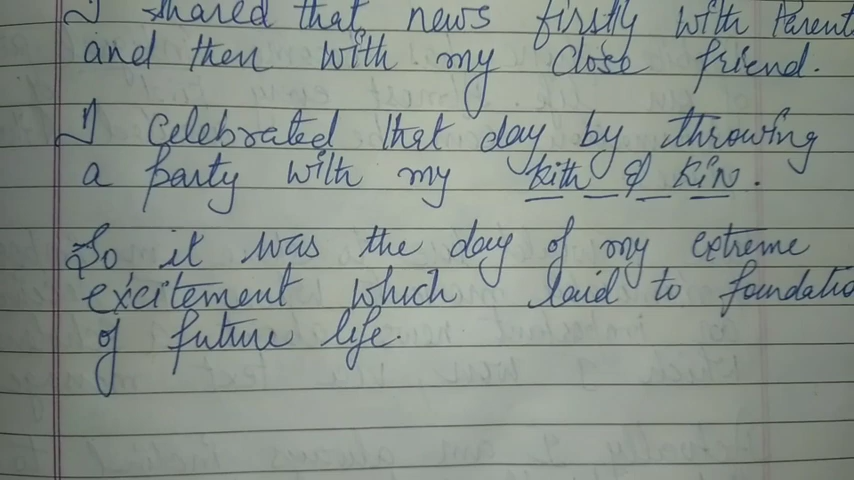 I shared that news firstly with Parent
and then with my close friend.
I celebrated that day by throwing
a party with my kith & kin.
So, it was the day of my extreme
excitement which laid to foundatio
of future life.